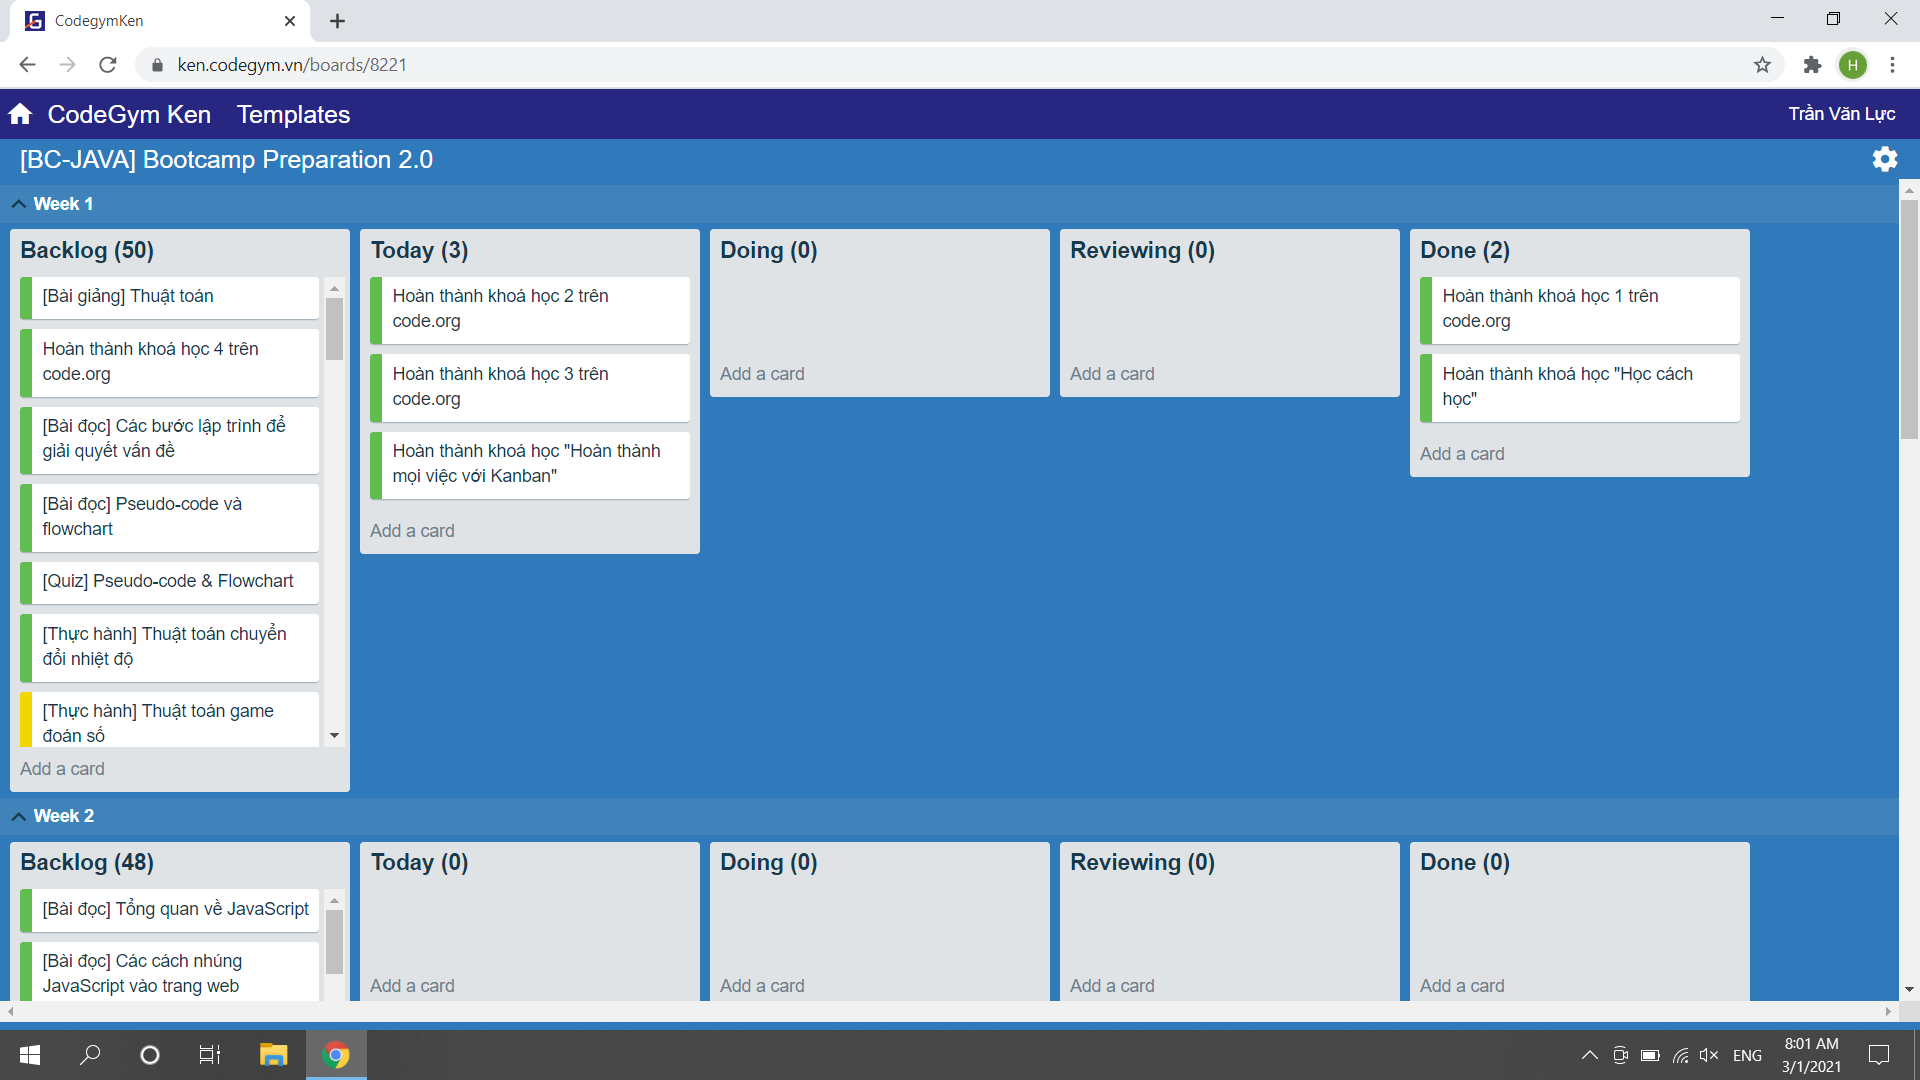 CodegymKen
ken.codegym.vn/boards/8221
H
CodeGym Ken
Templates
Trần Văn Lực
[BC-JAVA] Bootcamp Preparation 2.0
Week 1
Backlog (50)
[Bài giảng] Thuật toán
Hoàn thành khoá học 4 trên
code.org
[Bài đọc] Các bước lập trình để
giải quyết vấn đề
[Bài đọc] Pseudo-code và
flowchart
[Quiz] Pseudo-code & Flowchart
[Thực hành] Thuật toán chuyển
đổi nhiệt độ
[Thực hành] Thuật toán game
đoán số
Add a card
Today (3)
Hoàn thành khoá học 2 trên
code.org
Hoàn thành khoá học 3 trên
code.org
Hoàn thành khoá học "Hoàn thành
mọi việc với Kanban"
Add a card
Doing (0)
Add a card
Reviewing (0)
Add a card
Done (2)
Hoàn thành khoá học 1 trên
code.org
Hoàn thành khoá học "Học cách
học"
Add a card
Week 2
Backlog (48)
[Bài đọc] Tổng quan về JavaScript
[Bài đọc] Các cách nhúng
JavaScript vào trang web
Today (0)
Add a card
Doing (0)
Add a card
Reviewing (0)
Add a card
Done (0)
Add a card
ENG
8:01 AM
3/1/2021